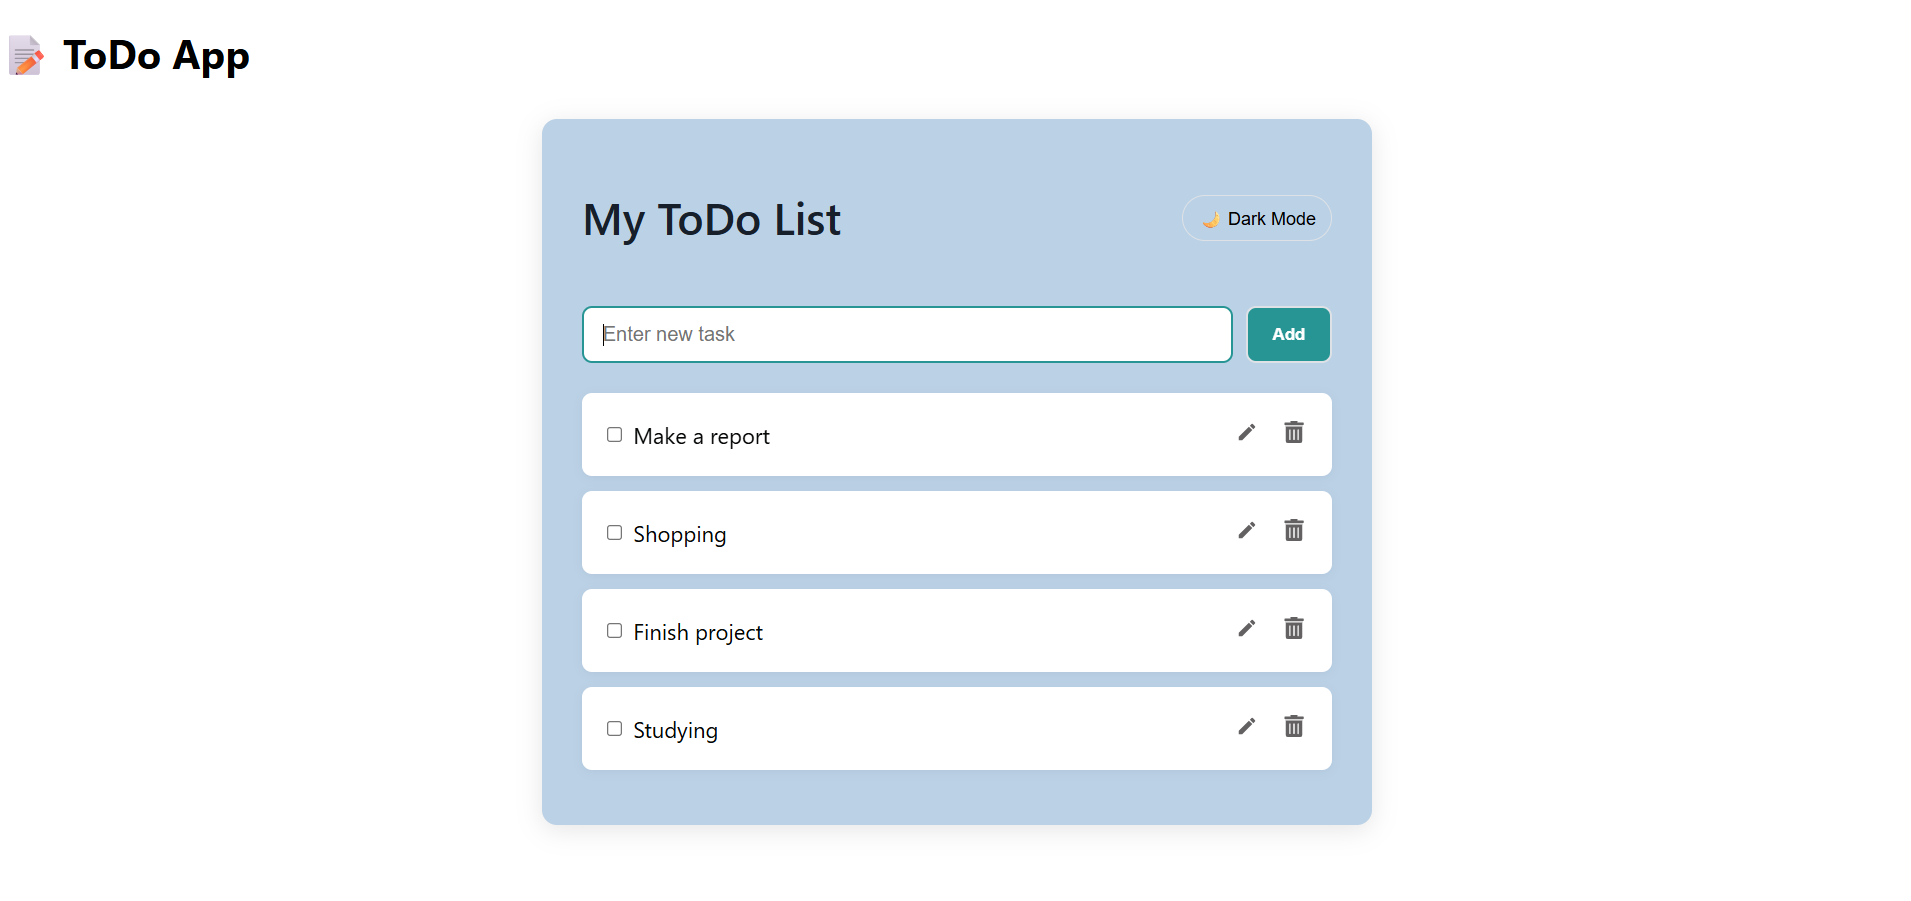 📝 ToDo App
My ToDo List
🌙 Dark Mode
Enter new task
Add
Make a report
Shopping
Finish project
Studying